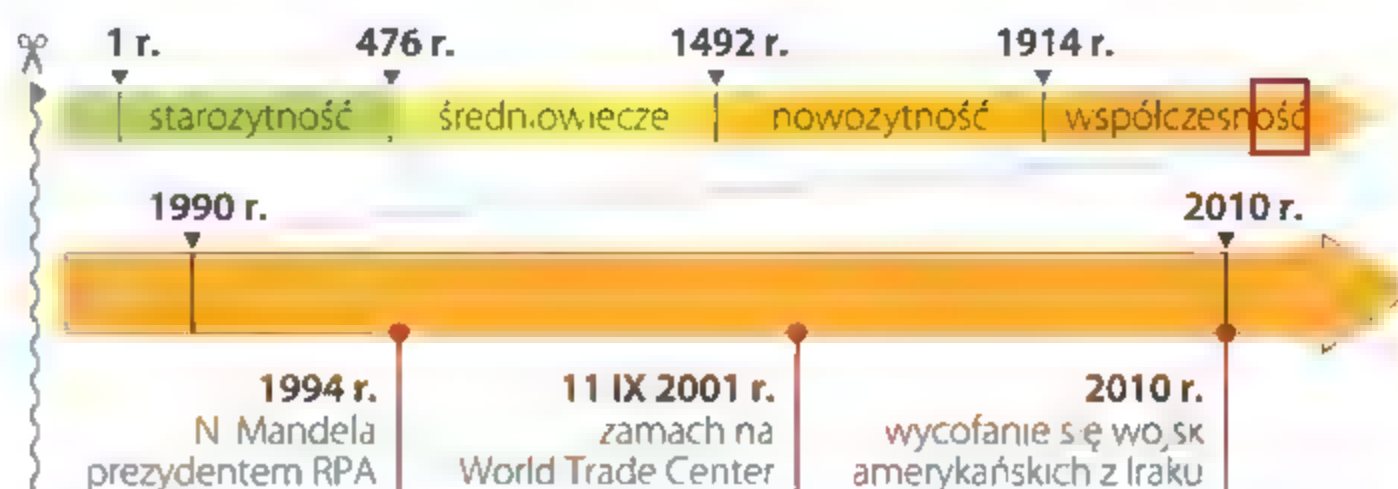 1 r. 476 r. 1492 r. 1914 r.
starożytność średniowiecze nowożytność współczesność
1990 r. 2010 r.
1994 r. 11 IX 2001 r. 2010 r.
N Mandela zamach na wycofanie się wojsk
prezydentem RPA World Trade Center amerykańskich z Iraku